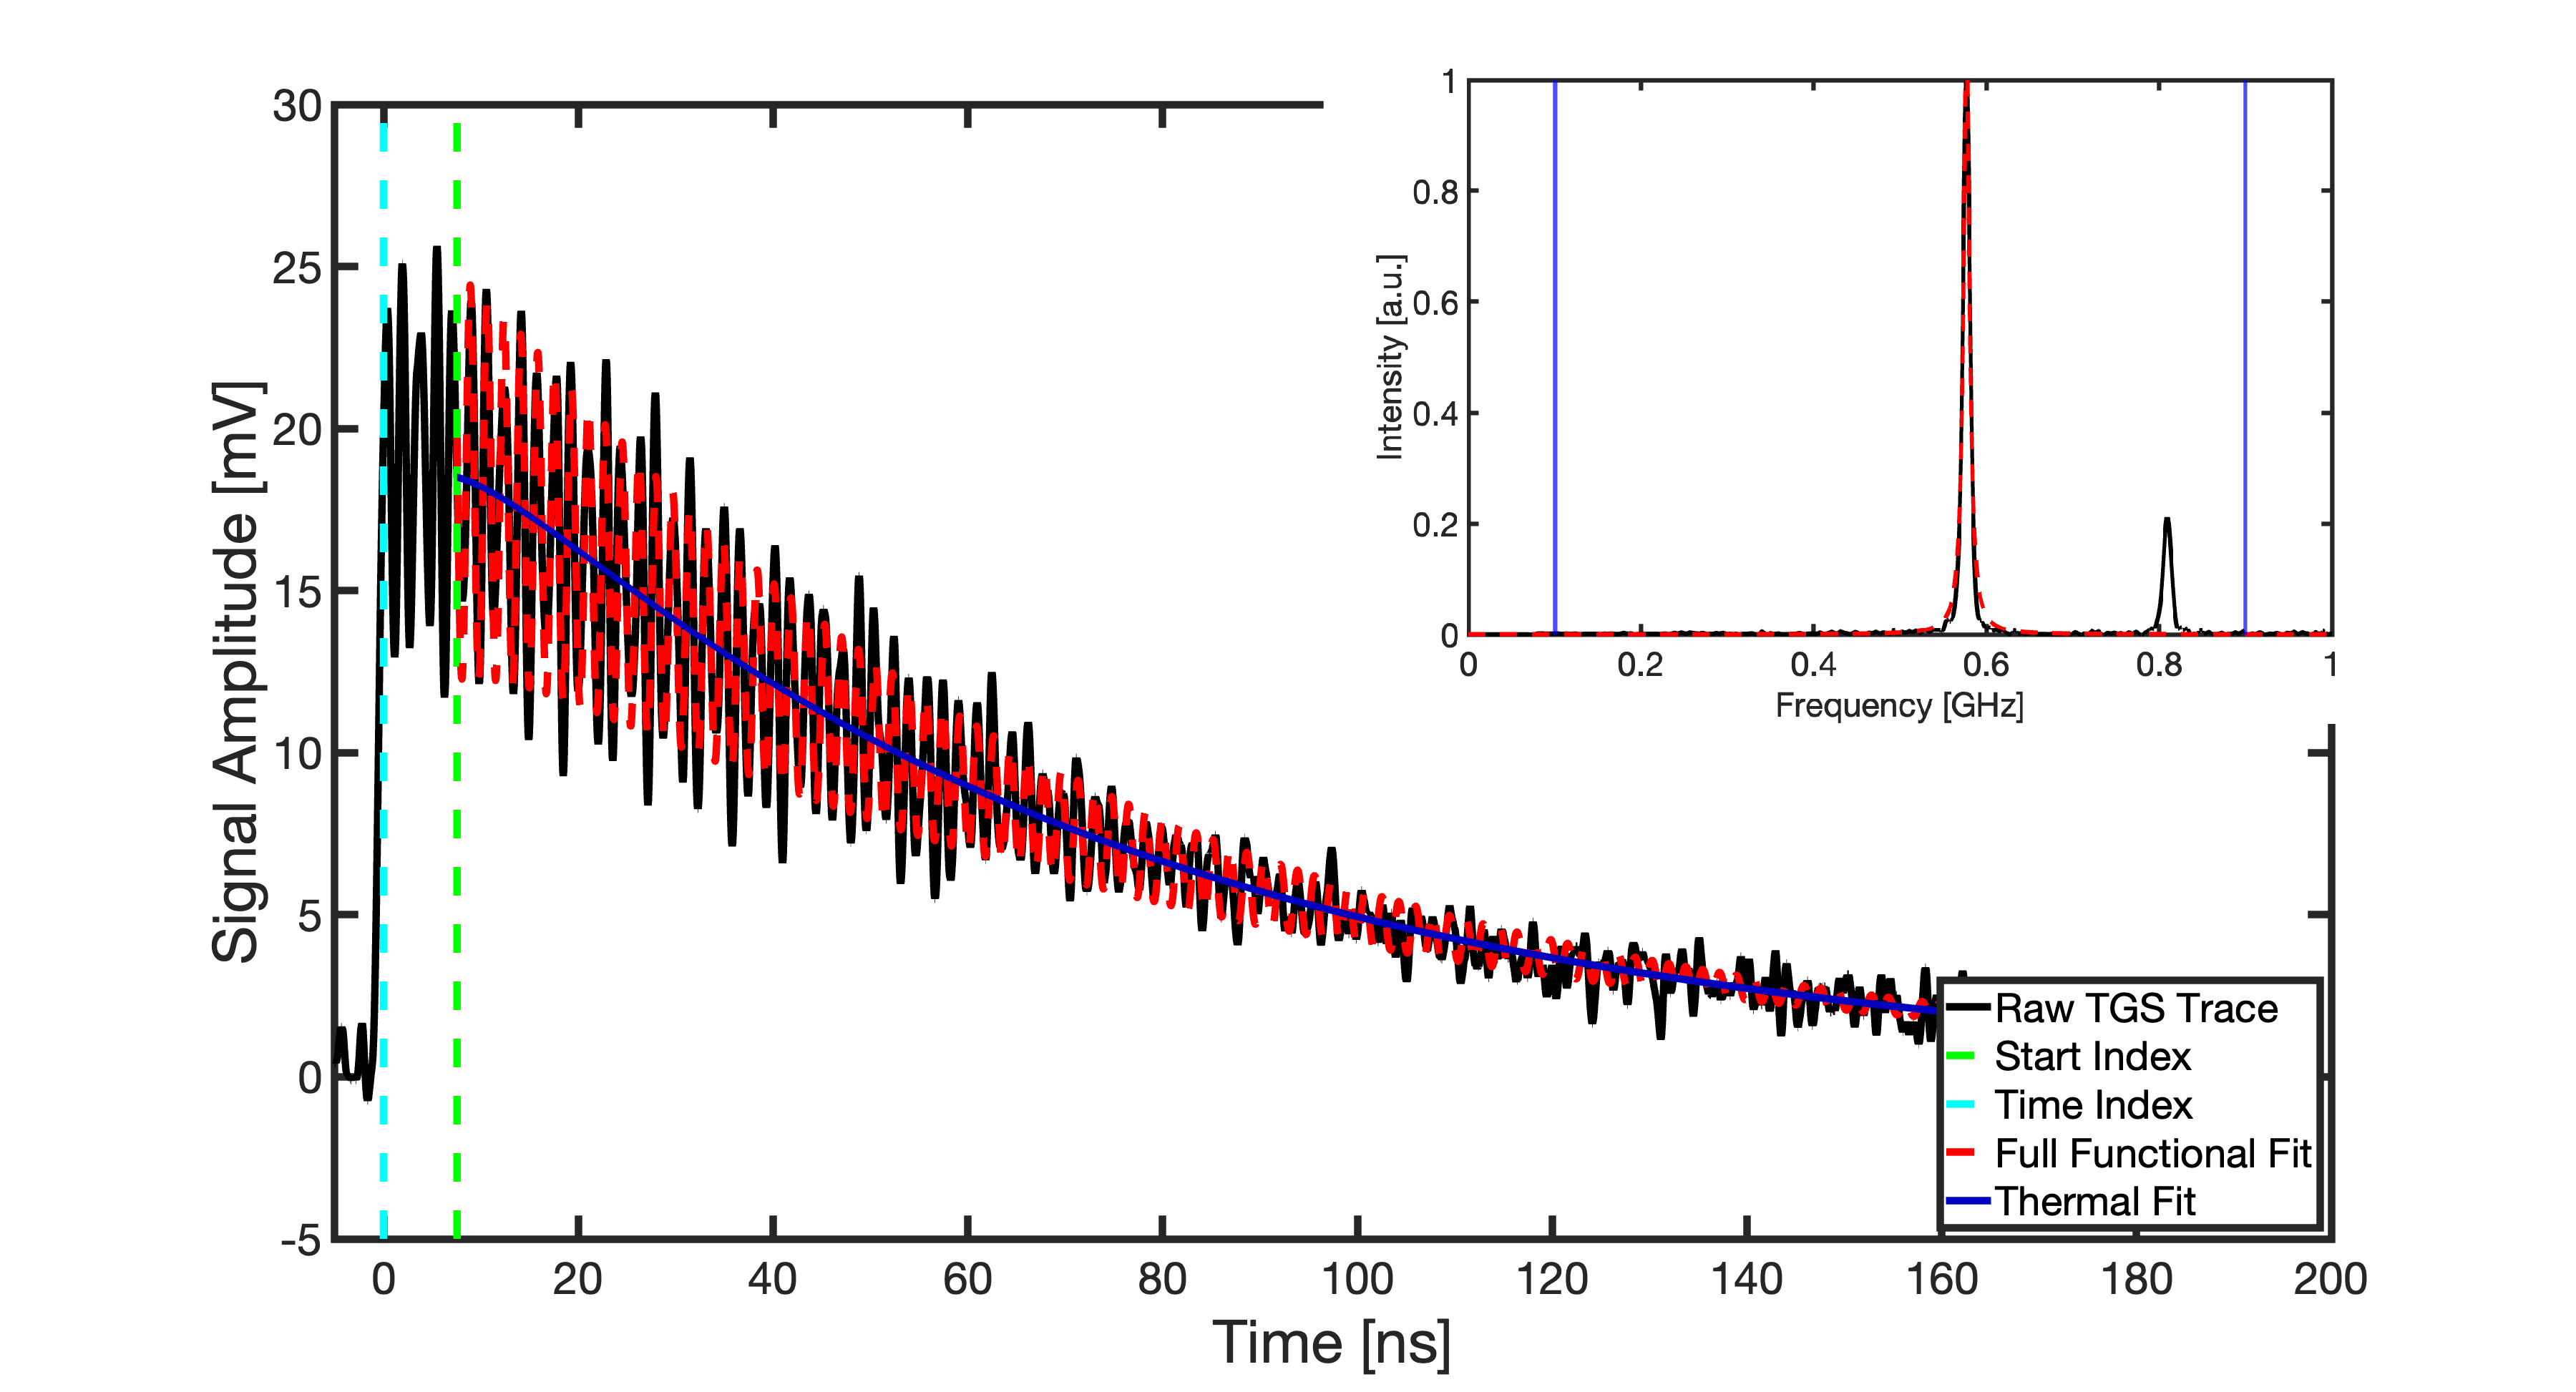 30
25
20
15
10
5
0
-5
Signal Amplitude [mV]
0 20 40 60 80 100 120 140 160 180 200
Time [ns]
1
0.8
0.6
0.4
0.2
0
Intensity [a.u.]
0 0.2 0.4 0.6 0.8 1
Frequency [GHz]
Raw TGS Trace
Start Index
Time Index
Full Functional Fit
Thermal Fit